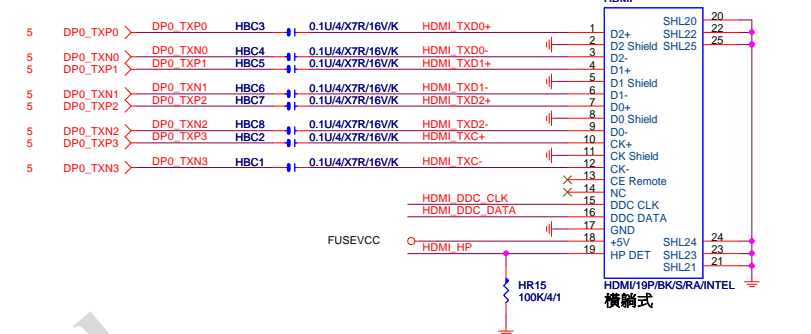 HDMI
5 DP0_TXP0 DP0_TXP0 HBC3 0.1U/4/X7R/16V/K HDMI_TXD0+ 1 D2+ SHL20 20
2 D2 Shield SHL22 22
5 DP0_TXN0 DP0_TXN0 HBC4 0.1U/4/X7R/16V/K HDMI_TXD0- 3 D2- SHL25 25
5 DP0_TXP1 DP0_TXP1 HBC5 0.1U/4/X7R/16V/K HDMI_TXD1+ 4 D1+
5 D1 Shield
5 DP0_TXN1 DP0_TXN1 HBC6 0.1U/4/X7R/16V/K HDMI_TXD1- 6 D1-
5 DP0_TXP2 DP0_TXP2 HBC7 0.1U/4/X7R/16V/K HDMI_TXD2+ 7 D0+
8 D0 Shield
5 DP0_TXN2 DP0_TXN2 HBC8 0.1U/4/X7R/16V/K HDMI_TXD2- 9 D0-
5 DP0_TXP3 DP0_TXP3 HBC2 0.1U/4/X7R/16V/K HDMI_TXC+ 10 CK+
11 CK Shield
5 DP0_TXN3 DP0_TXN3 HBC1 0.1U/4/X7R/16V/K HDMI_TXC- 12 CK-
13 CE Remote
14 NC
HDMI_DDC_CLK 15 DDC CLK
HDMI_DDC_DATA 16 DDC DATA
17 GND
FUSEVCC 18 +5V SHL24 24
HDMI_HP 19 HP DET SHL23 23
SHL21 21
HR15
100K/4/1
HDMI/19P/BK/S/RA/INTEL
橫躺式